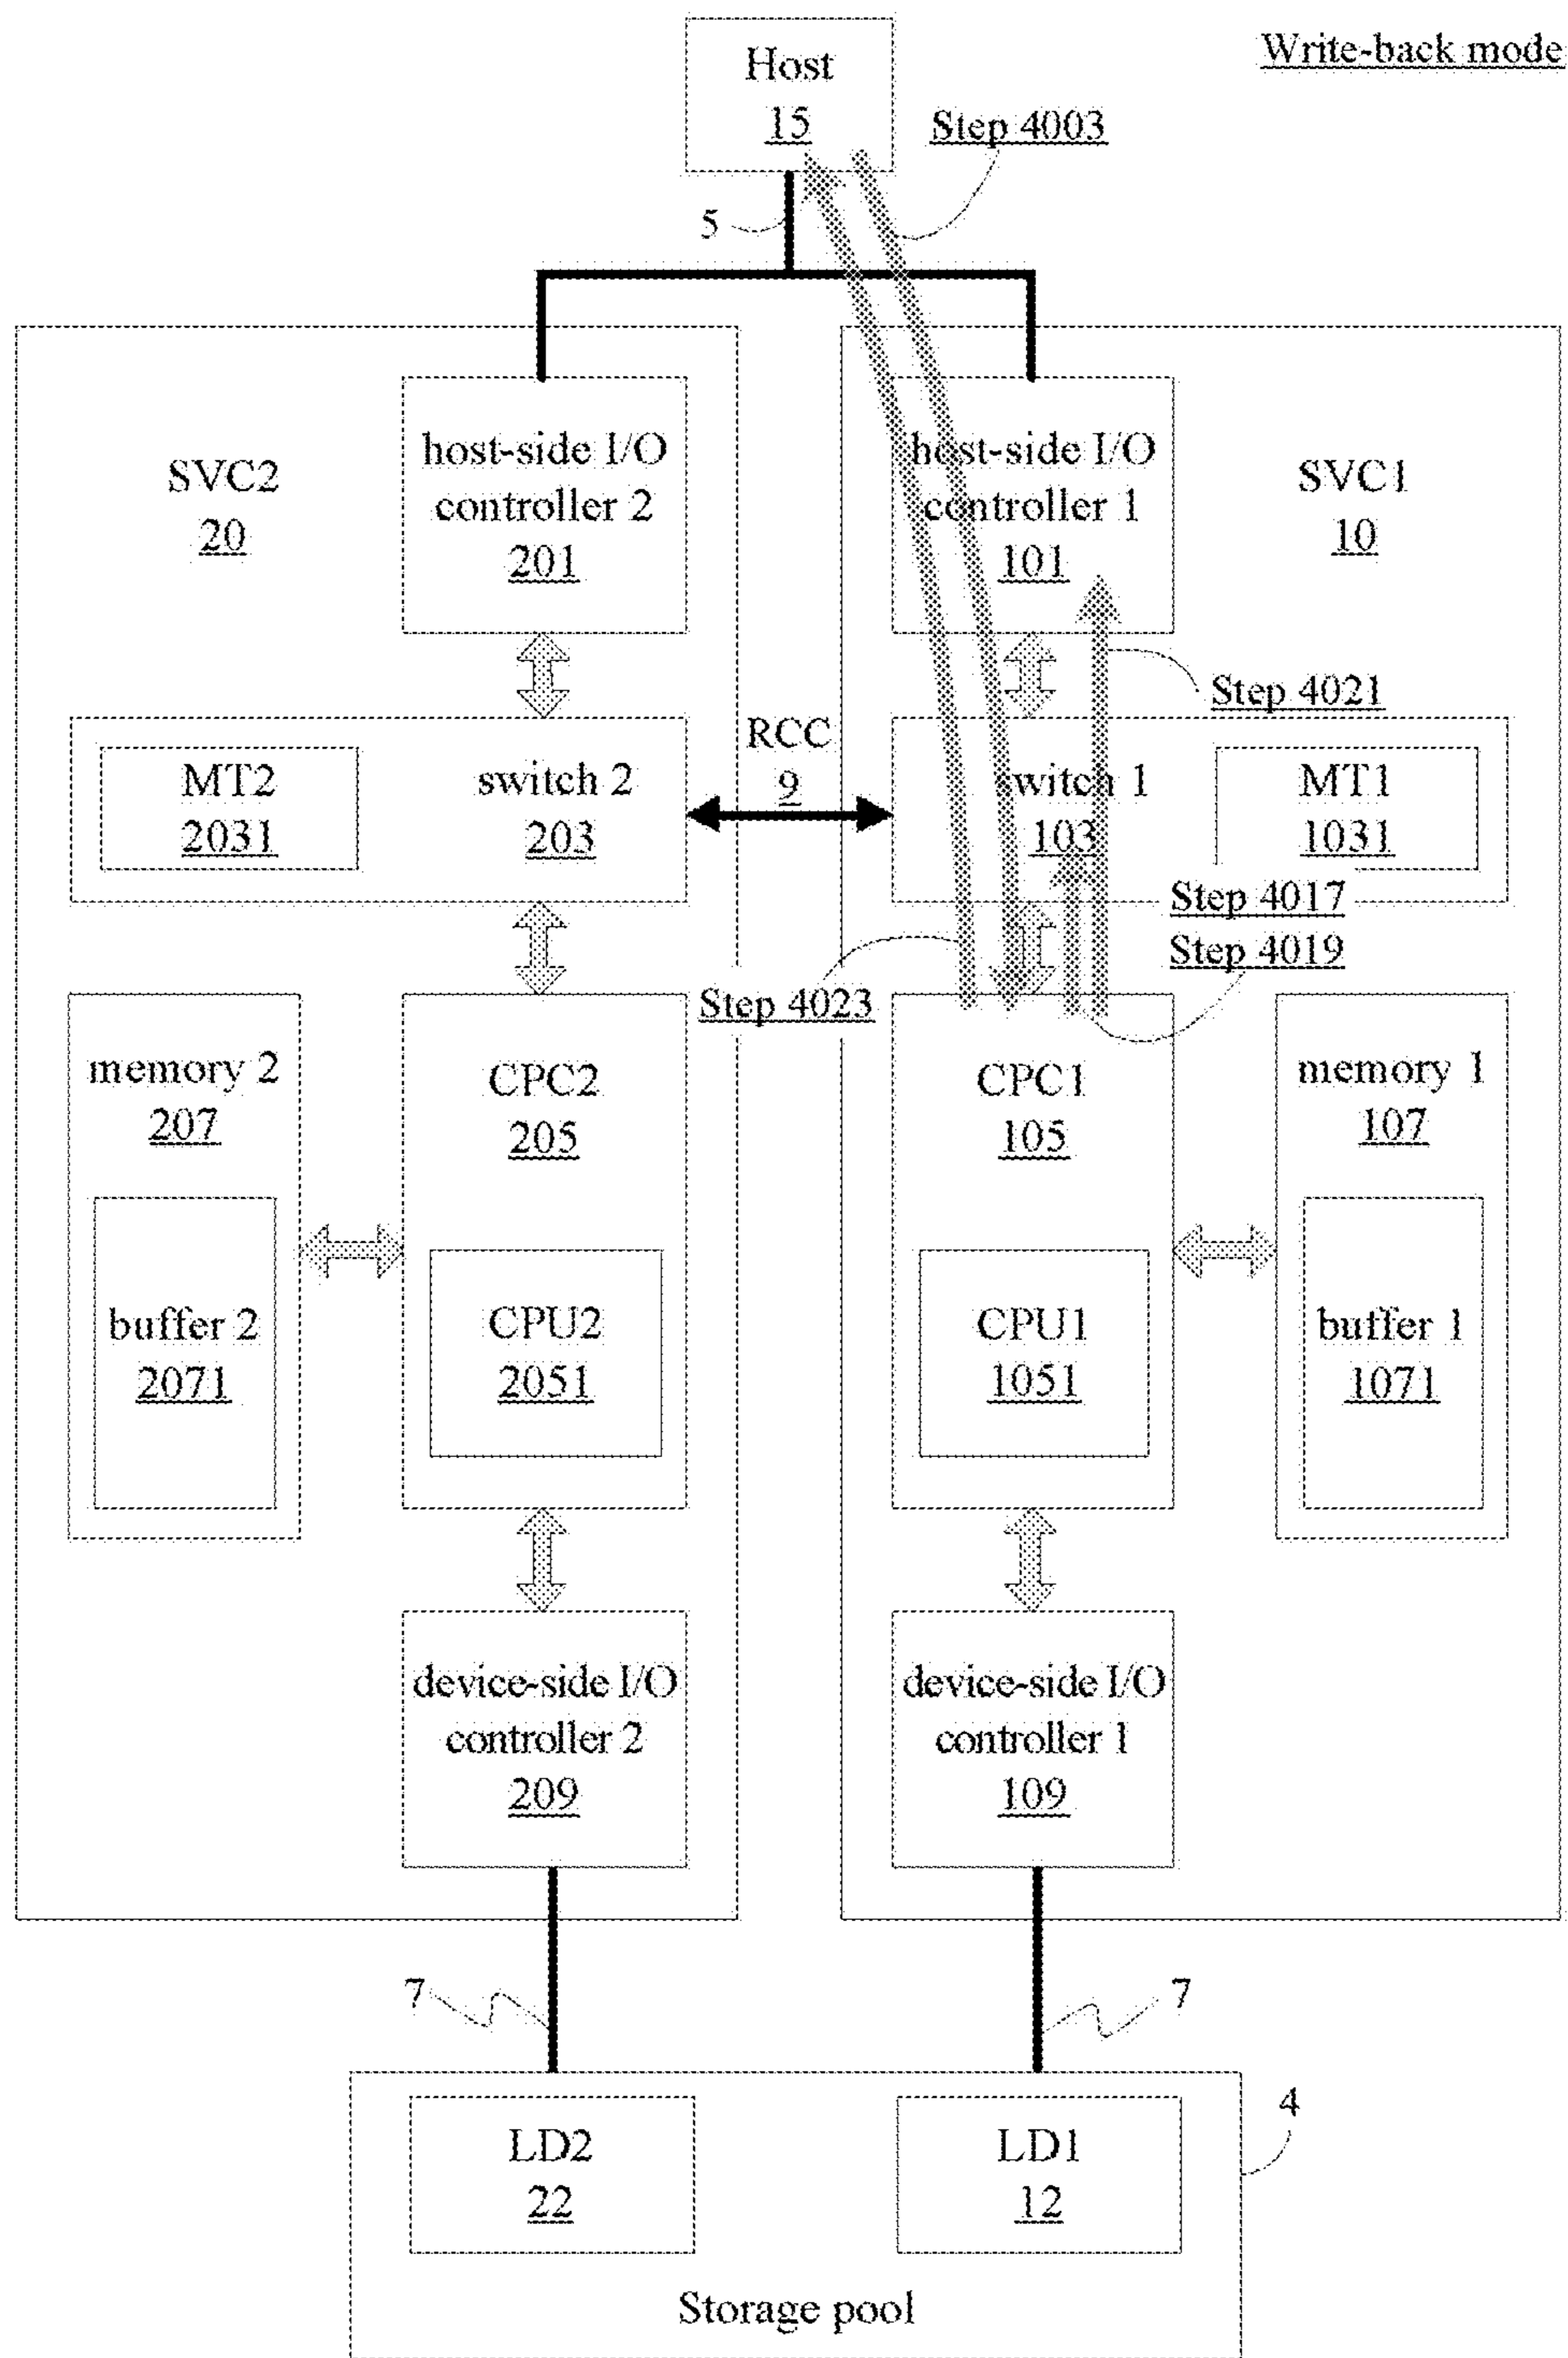 Write-back mode
Host
15
Step 4003
5
host-side I/O
controller 2
201
SVC2
20
host-side I/O
controller 1
101
SVC1
10
Step 4021
RCC
9
MT2
2031
switch 2
203
switch 1
103
MT1
1031
Step 4017
Step 4019
Step 4023
memory 2
207
CPC2
205
CPC1
105
memory 1
107
buffer 2
2071
CPU2
2051
CPU1
1051
buffer 1
1071
device-side I/O
controller 2
209
device-side I/O
controller 1
109
7
7
4
LD2
22
LD1
12
Storage pool